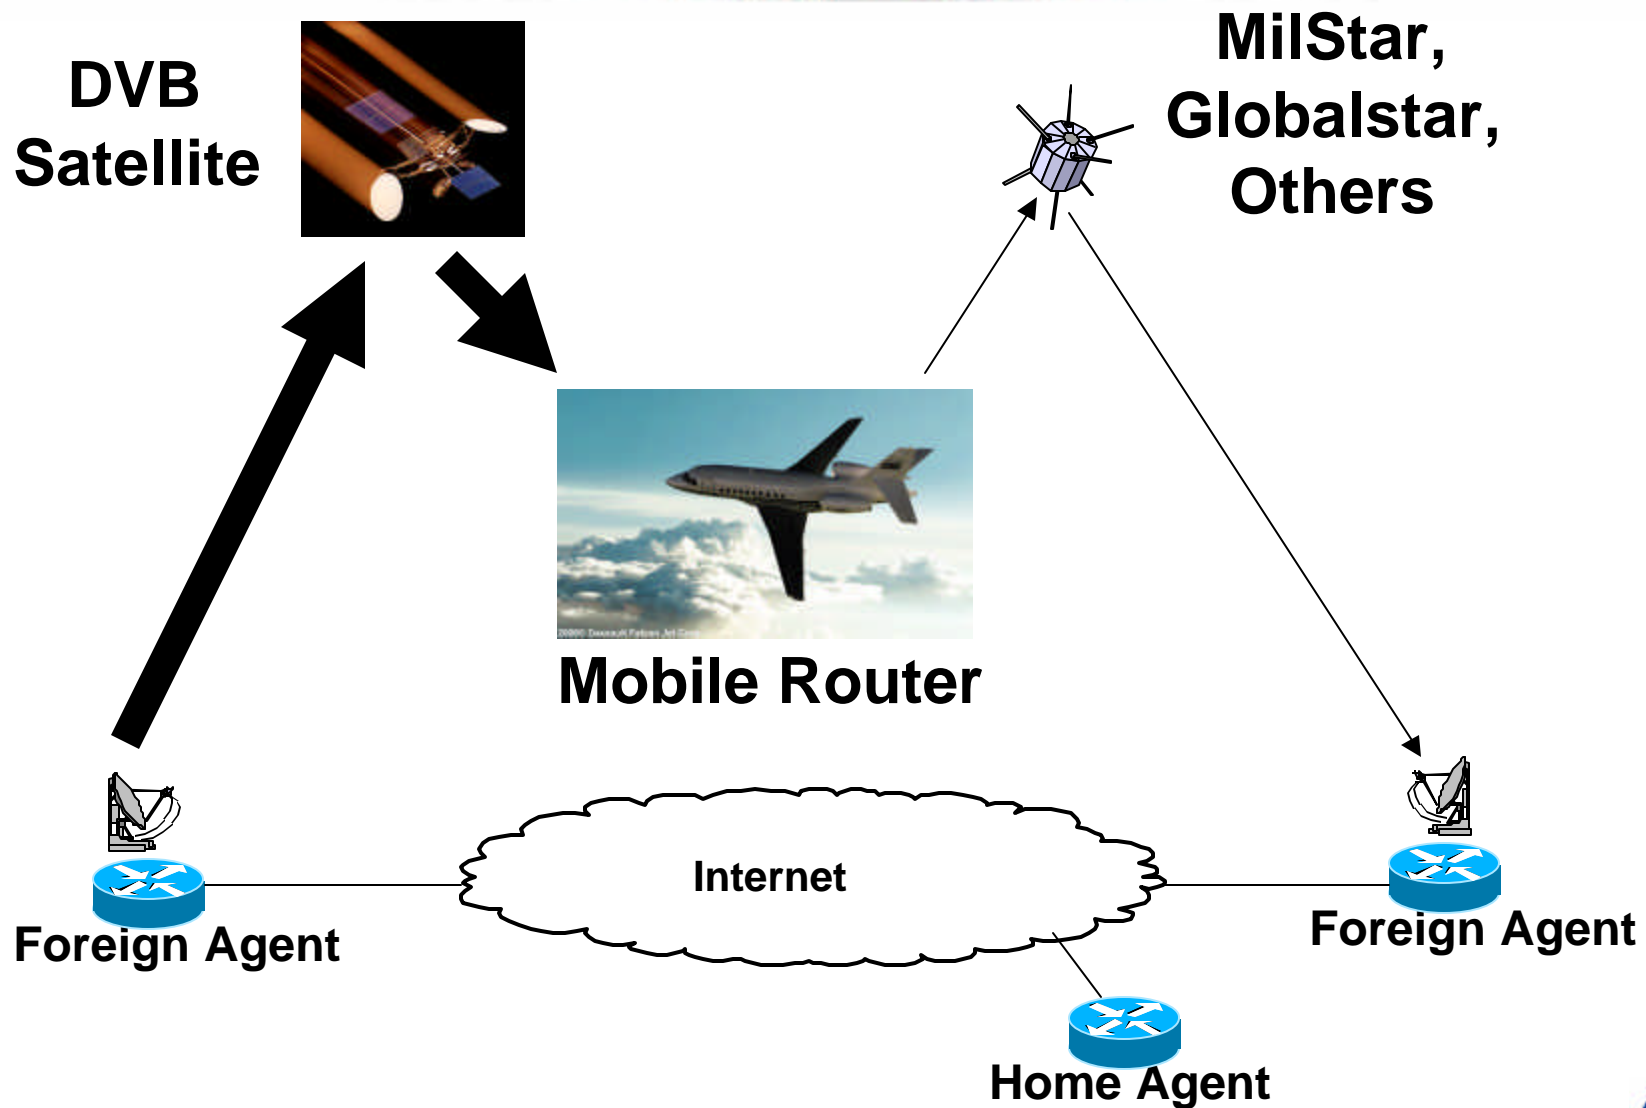 DVB
Satellite
MilStar,
Globalstar,
Others
Mobile Router
Internet
Foreign Agent
Foreign Agent
Home Agent